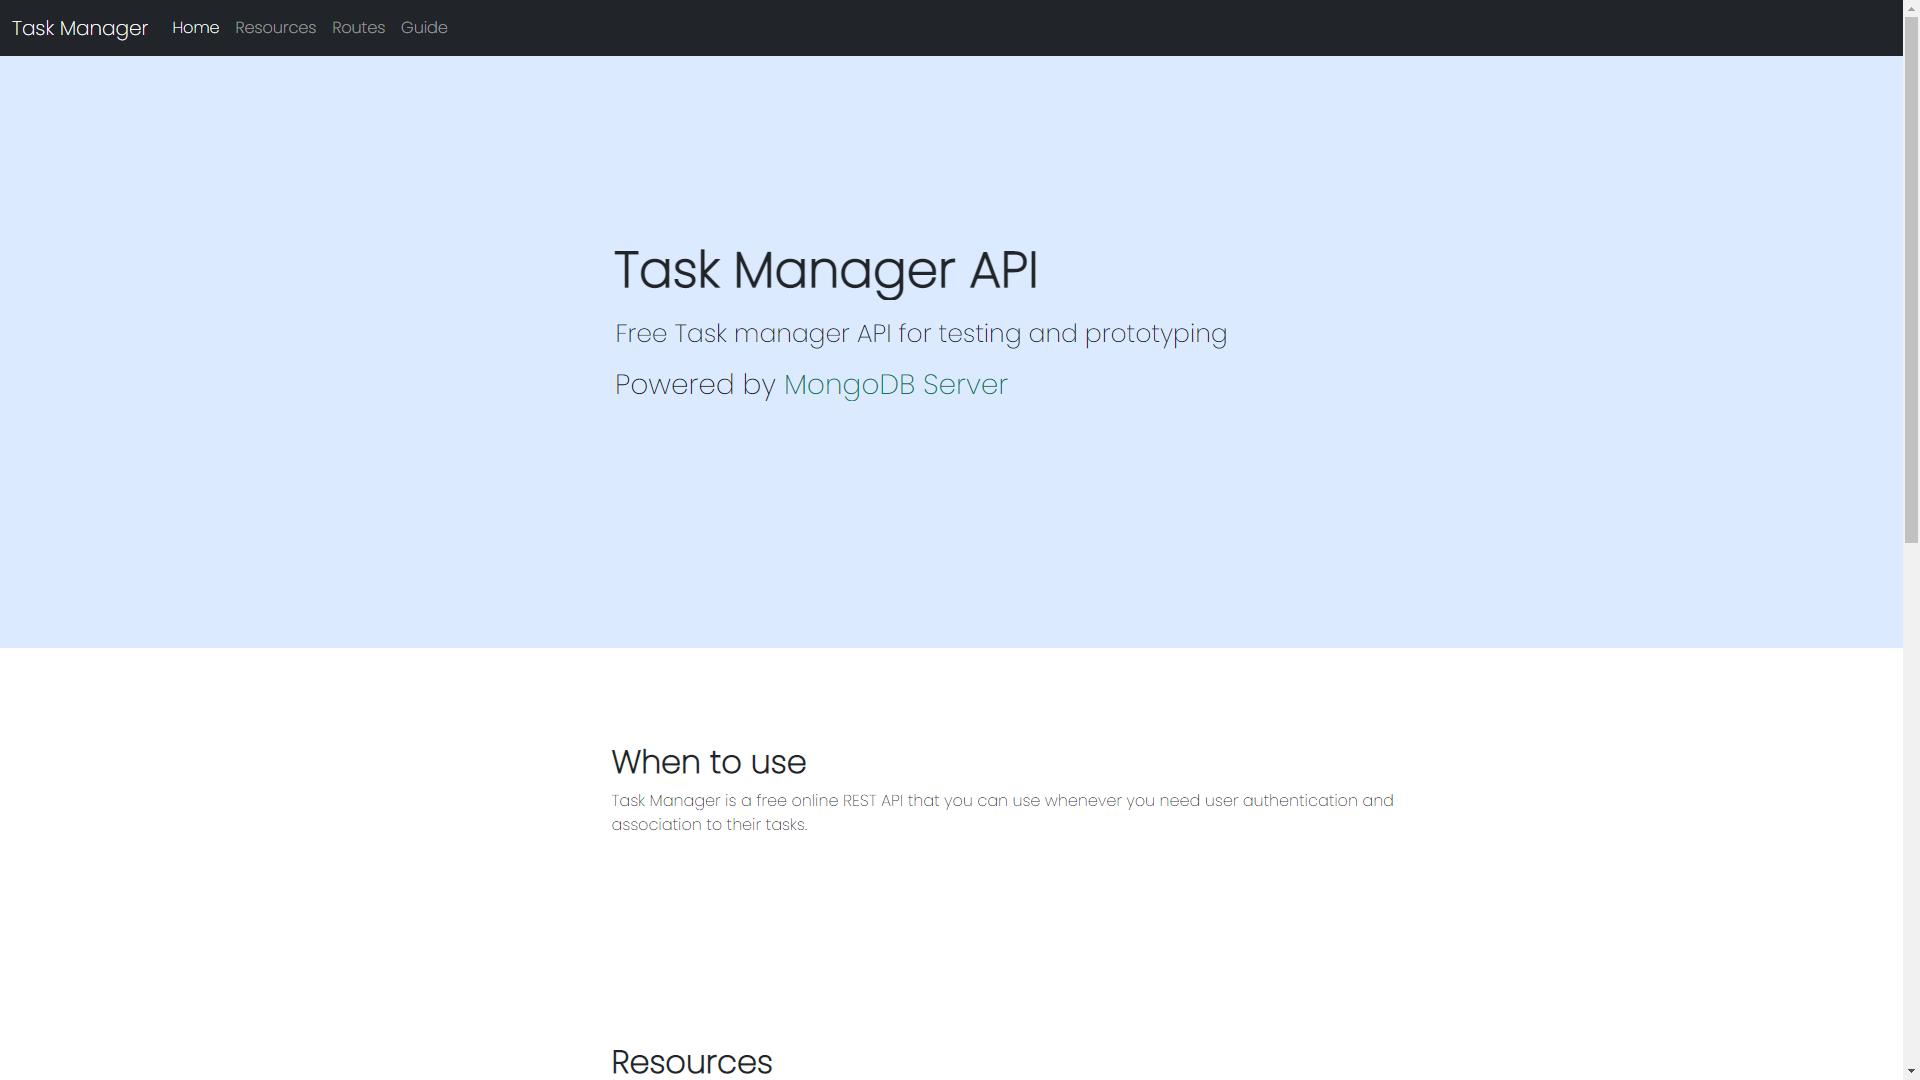 Task Manager Home Resources Routes Guide
Task Manager API
Free Task manager API for testing and prototyping
Powered by MongoDB Server
When to use
Task Manager is a free online REST API that you can use whenever you need user authentication and
association to their tasks.
Resources